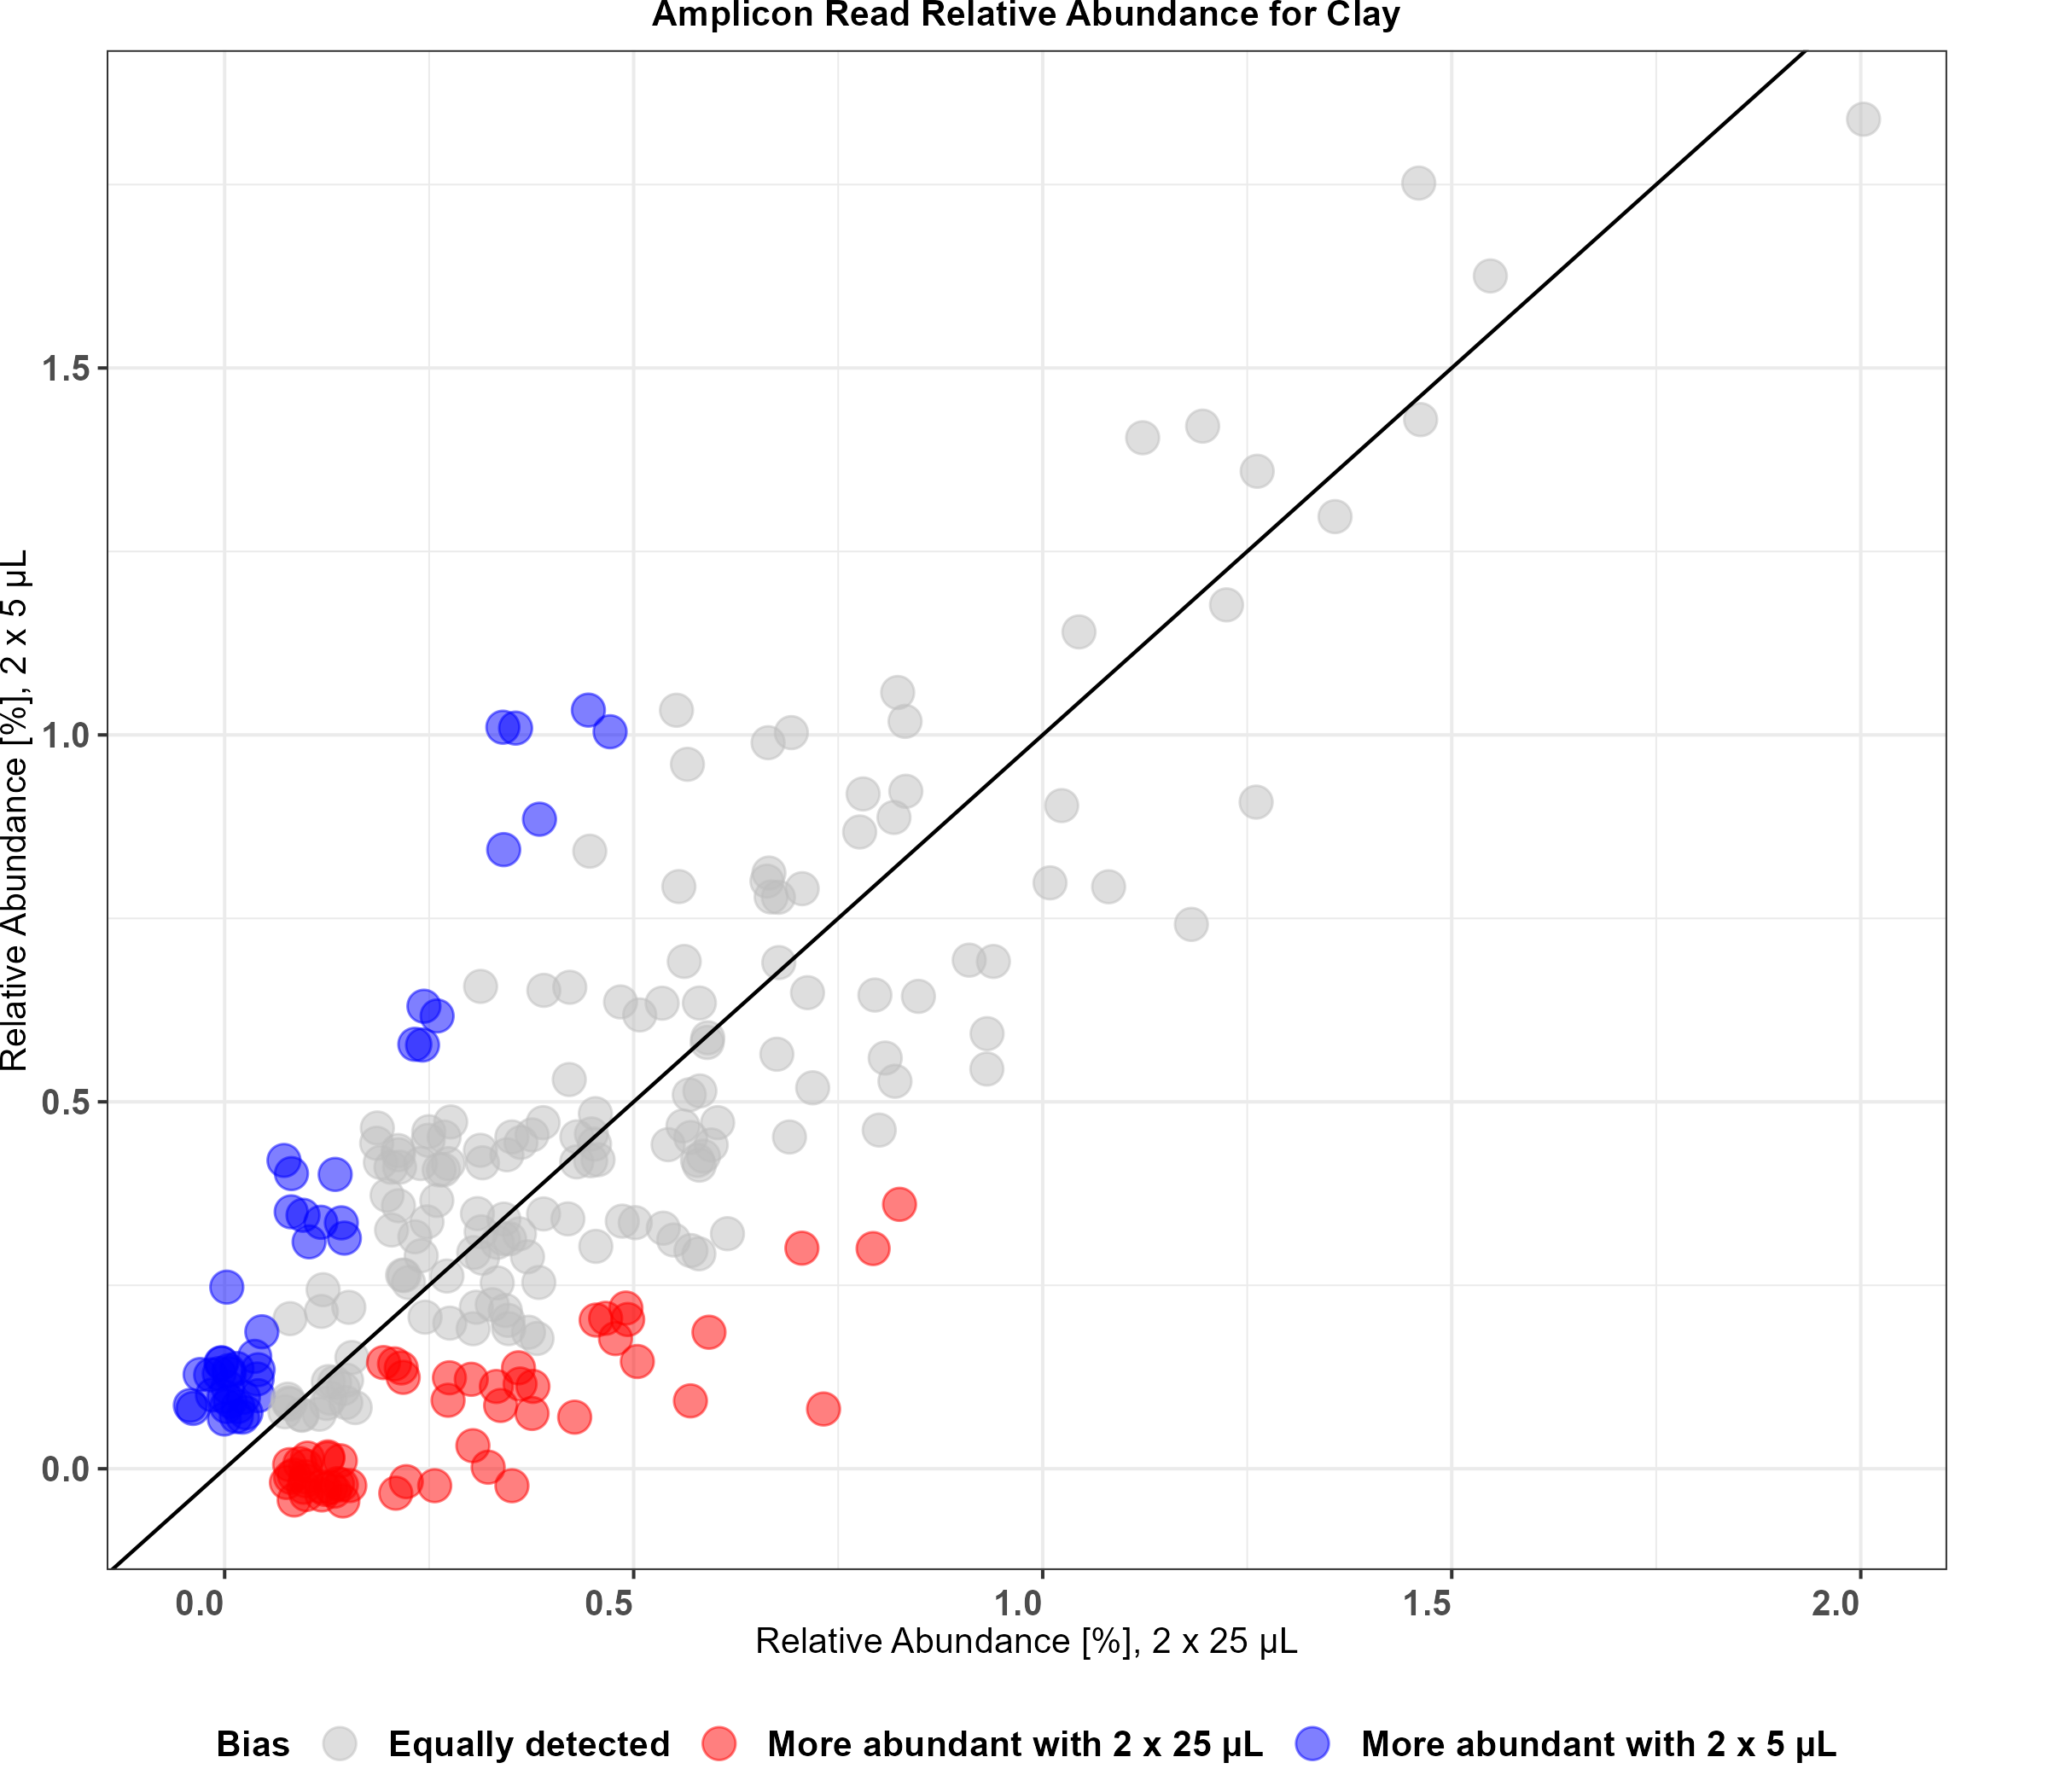 Amplicon Read Relative Abundance for Clay
Relative Abundance [%], 2 x 5 µL
1.5
1.0
0.5
0.0
0.0
0.5
1.0
1.5
2.0
Relative Abundance [%], 2 x 25 µL
Bias
Equally detected
More abundant with 2 x 25 µL
More abundant with 2 x 5 µL